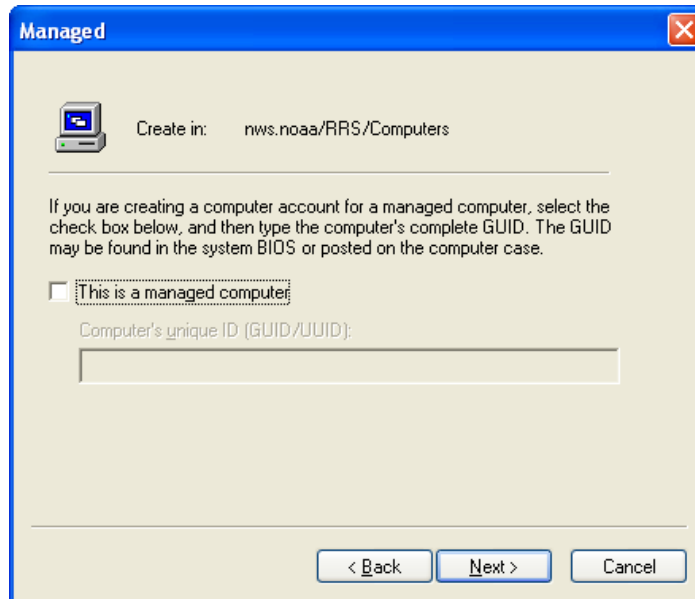 Managed
Create in: nws.noaa/RRS/Computers
If you are creating a computer account for a managed computer, select the
check box below, and then type the computer's complete GUID. The GUID
may be found in the system BIOS or posted on the computer case.
This is a managed computer
Computer's unique ID (GUID/UUID):
< Back Next > Cancel